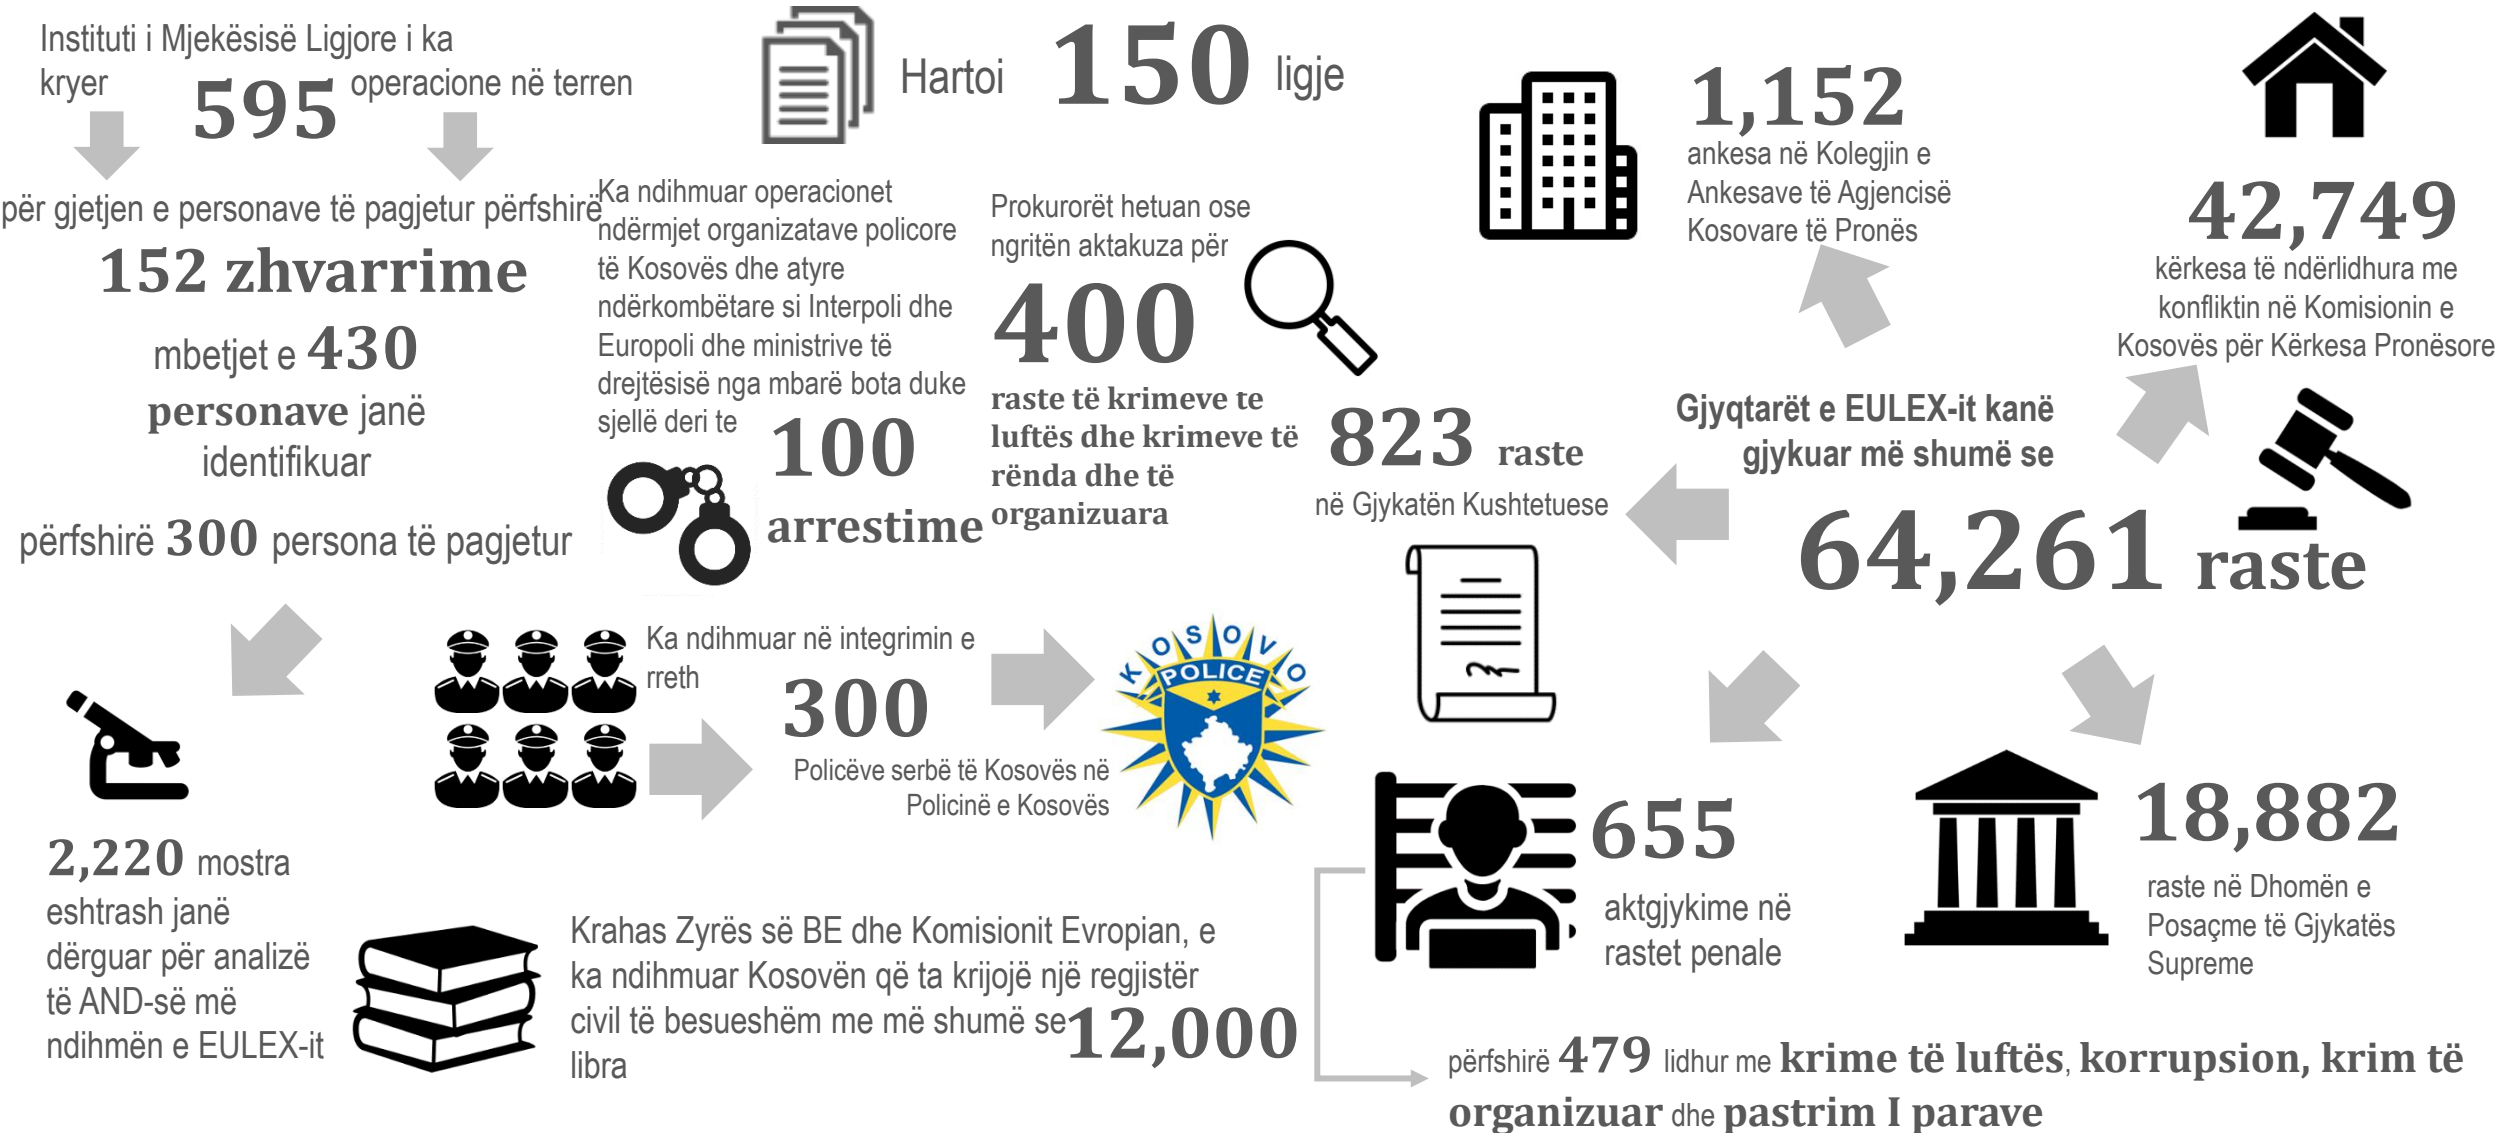 Instituti i Mjekësisë Ligjore i ka
kryer 595 operacione në terren
për gjetjen e personave të pagjetur përfshirë
152 zhvarrime
mbetjet e 430
personave janë
identifikuar
përfshirë 300 persona të pagjetur
2,220 mostra
eshtrash janë
dërguar për analizë
të AND-së më
ndihmën e EULEX-it
Hartoi 150 ligje
Ka ndihmuar operacionet
ndërmjet organizatave policore
të Kosovës dhe atyre
ndërkombëtare si Interpoli dhe
Europoli dhe ministrive të
drejtësisë nga mbarë bota duke
sjellë deri te 100
arrestime
Prokurorët hetuan ose
ngritën aktakuza për
400
raste të krimeve te
luftës dhe krimeve të
rënda dhe të
organizuara
Ka ndihmuar në integrimin e
rreth 300
Policëve serbë të Kosovës në
Policinë e Kosovës
KOSOVO
POLICE
Krahas Zyrës së BE dhe Komisionit Evropian, e
ka ndihmuar Kosovën që ta krijojë një regjistër
civil të besueshëm me më shumë se 12,000
libra
Gjyqtarët e EULEX-it kanë
gjykuar më shumë se
64,261 raste
1,152
ankesa në Kolegjin e
Ankesave të Agjencisë
Kosovare të Pronës
42,749
kërkesa të ndërlidhura me
konfliktin në Komisionin e
Kosovës për Kërkesa Pronësore
823 raste
në Gjykatën Kushtetuese
655
aktgjykime në
rastet penale
18,882
raste në Dhomën e
Posaçme të Gjykatës
Supreme
përfshirë 479 lidhur me krime të luftës, korrupsion, krim të
organizuar dhe pastrim I parave